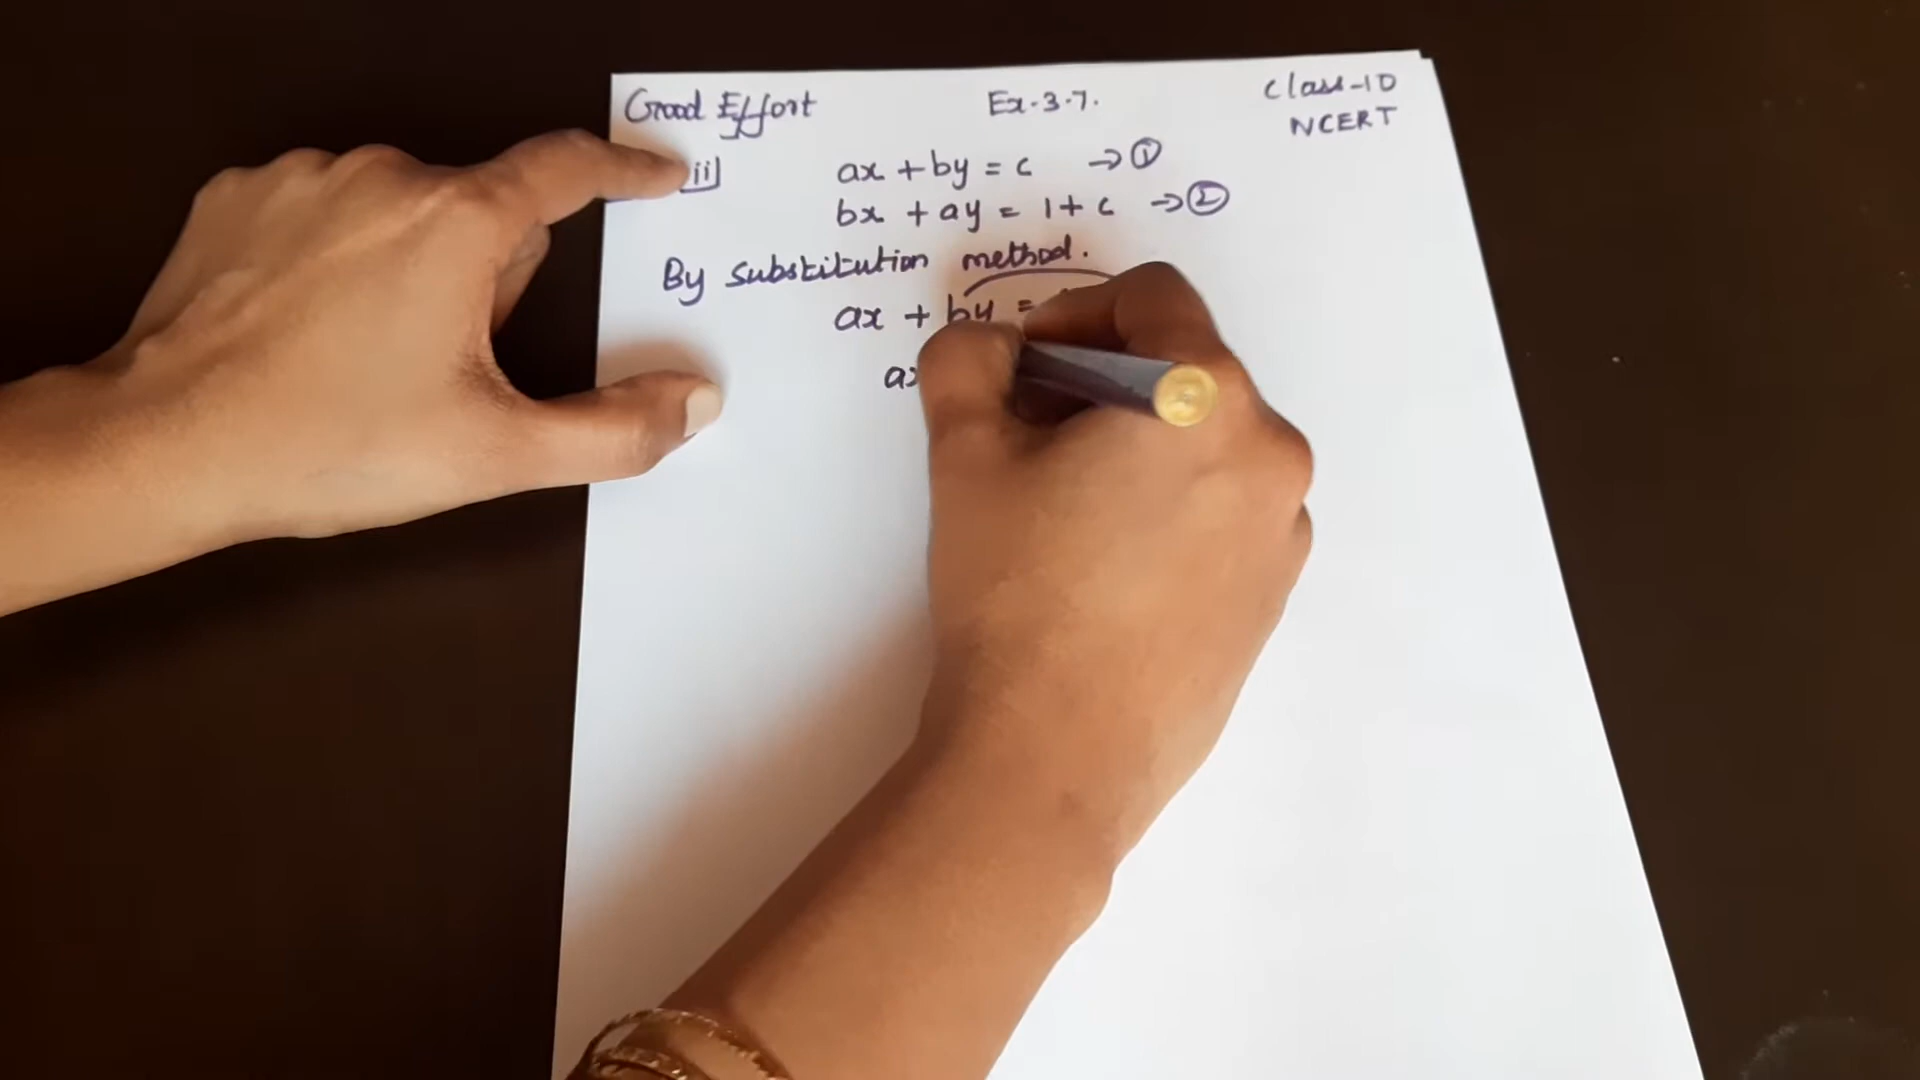 Good Effort Ex-3.7. Class-10
NCERT
ii] ax + by = c → ①
bx + ay = 1 + c → ②
By substitution method.
ax + by =
ax